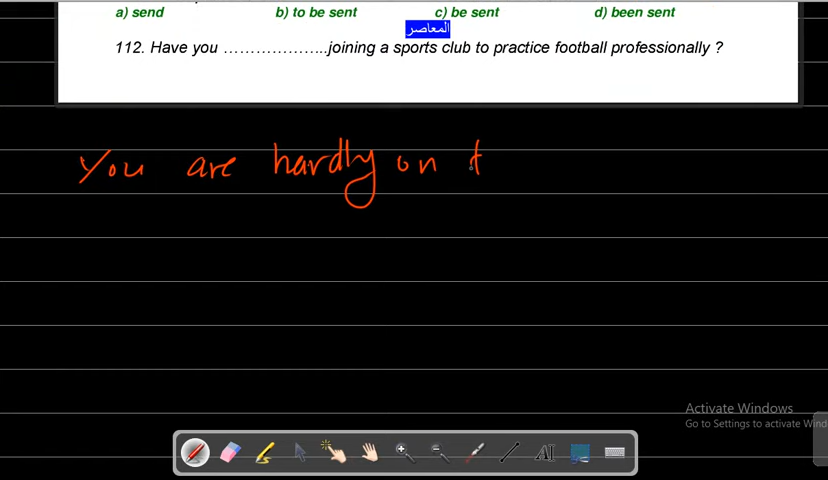 a) send b) to be sent c) be sent d) been sent
المعاصر
112. Have you ………………..joining a sports club to practice football professionally ?
You are hardly on t
Activate Windows
Go to Settings to activate Wind
AI